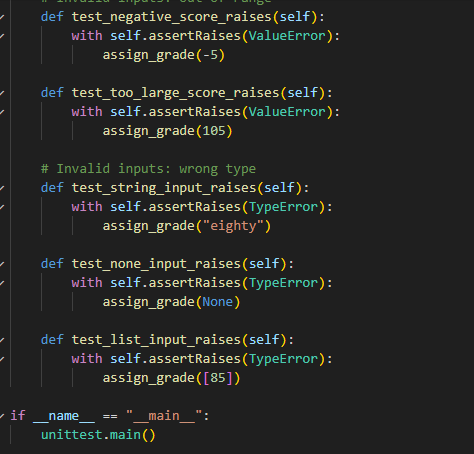 # Invalid inputs: out of range
def test_negative_score_raises(self):
with self.assertRaises(ValueError):
assign_grade(-5)
def test_too_large_score_raises(self):
with self.assertRaises(ValueError):
assign_grade(105)
# Invalid inputs: wrong type
def test_string_input_raises(self):
with self.assertRaises(TypeError):
assign_grade("eighty")
def test_none_input_raises(self):
with self.assertRaises(TypeError):
assign_grade(None)
def test_list_input_raises(self):
with self.assertRaises(TypeError):
assign_grade([85])
if __name__ == "__main__":
unittest.main()